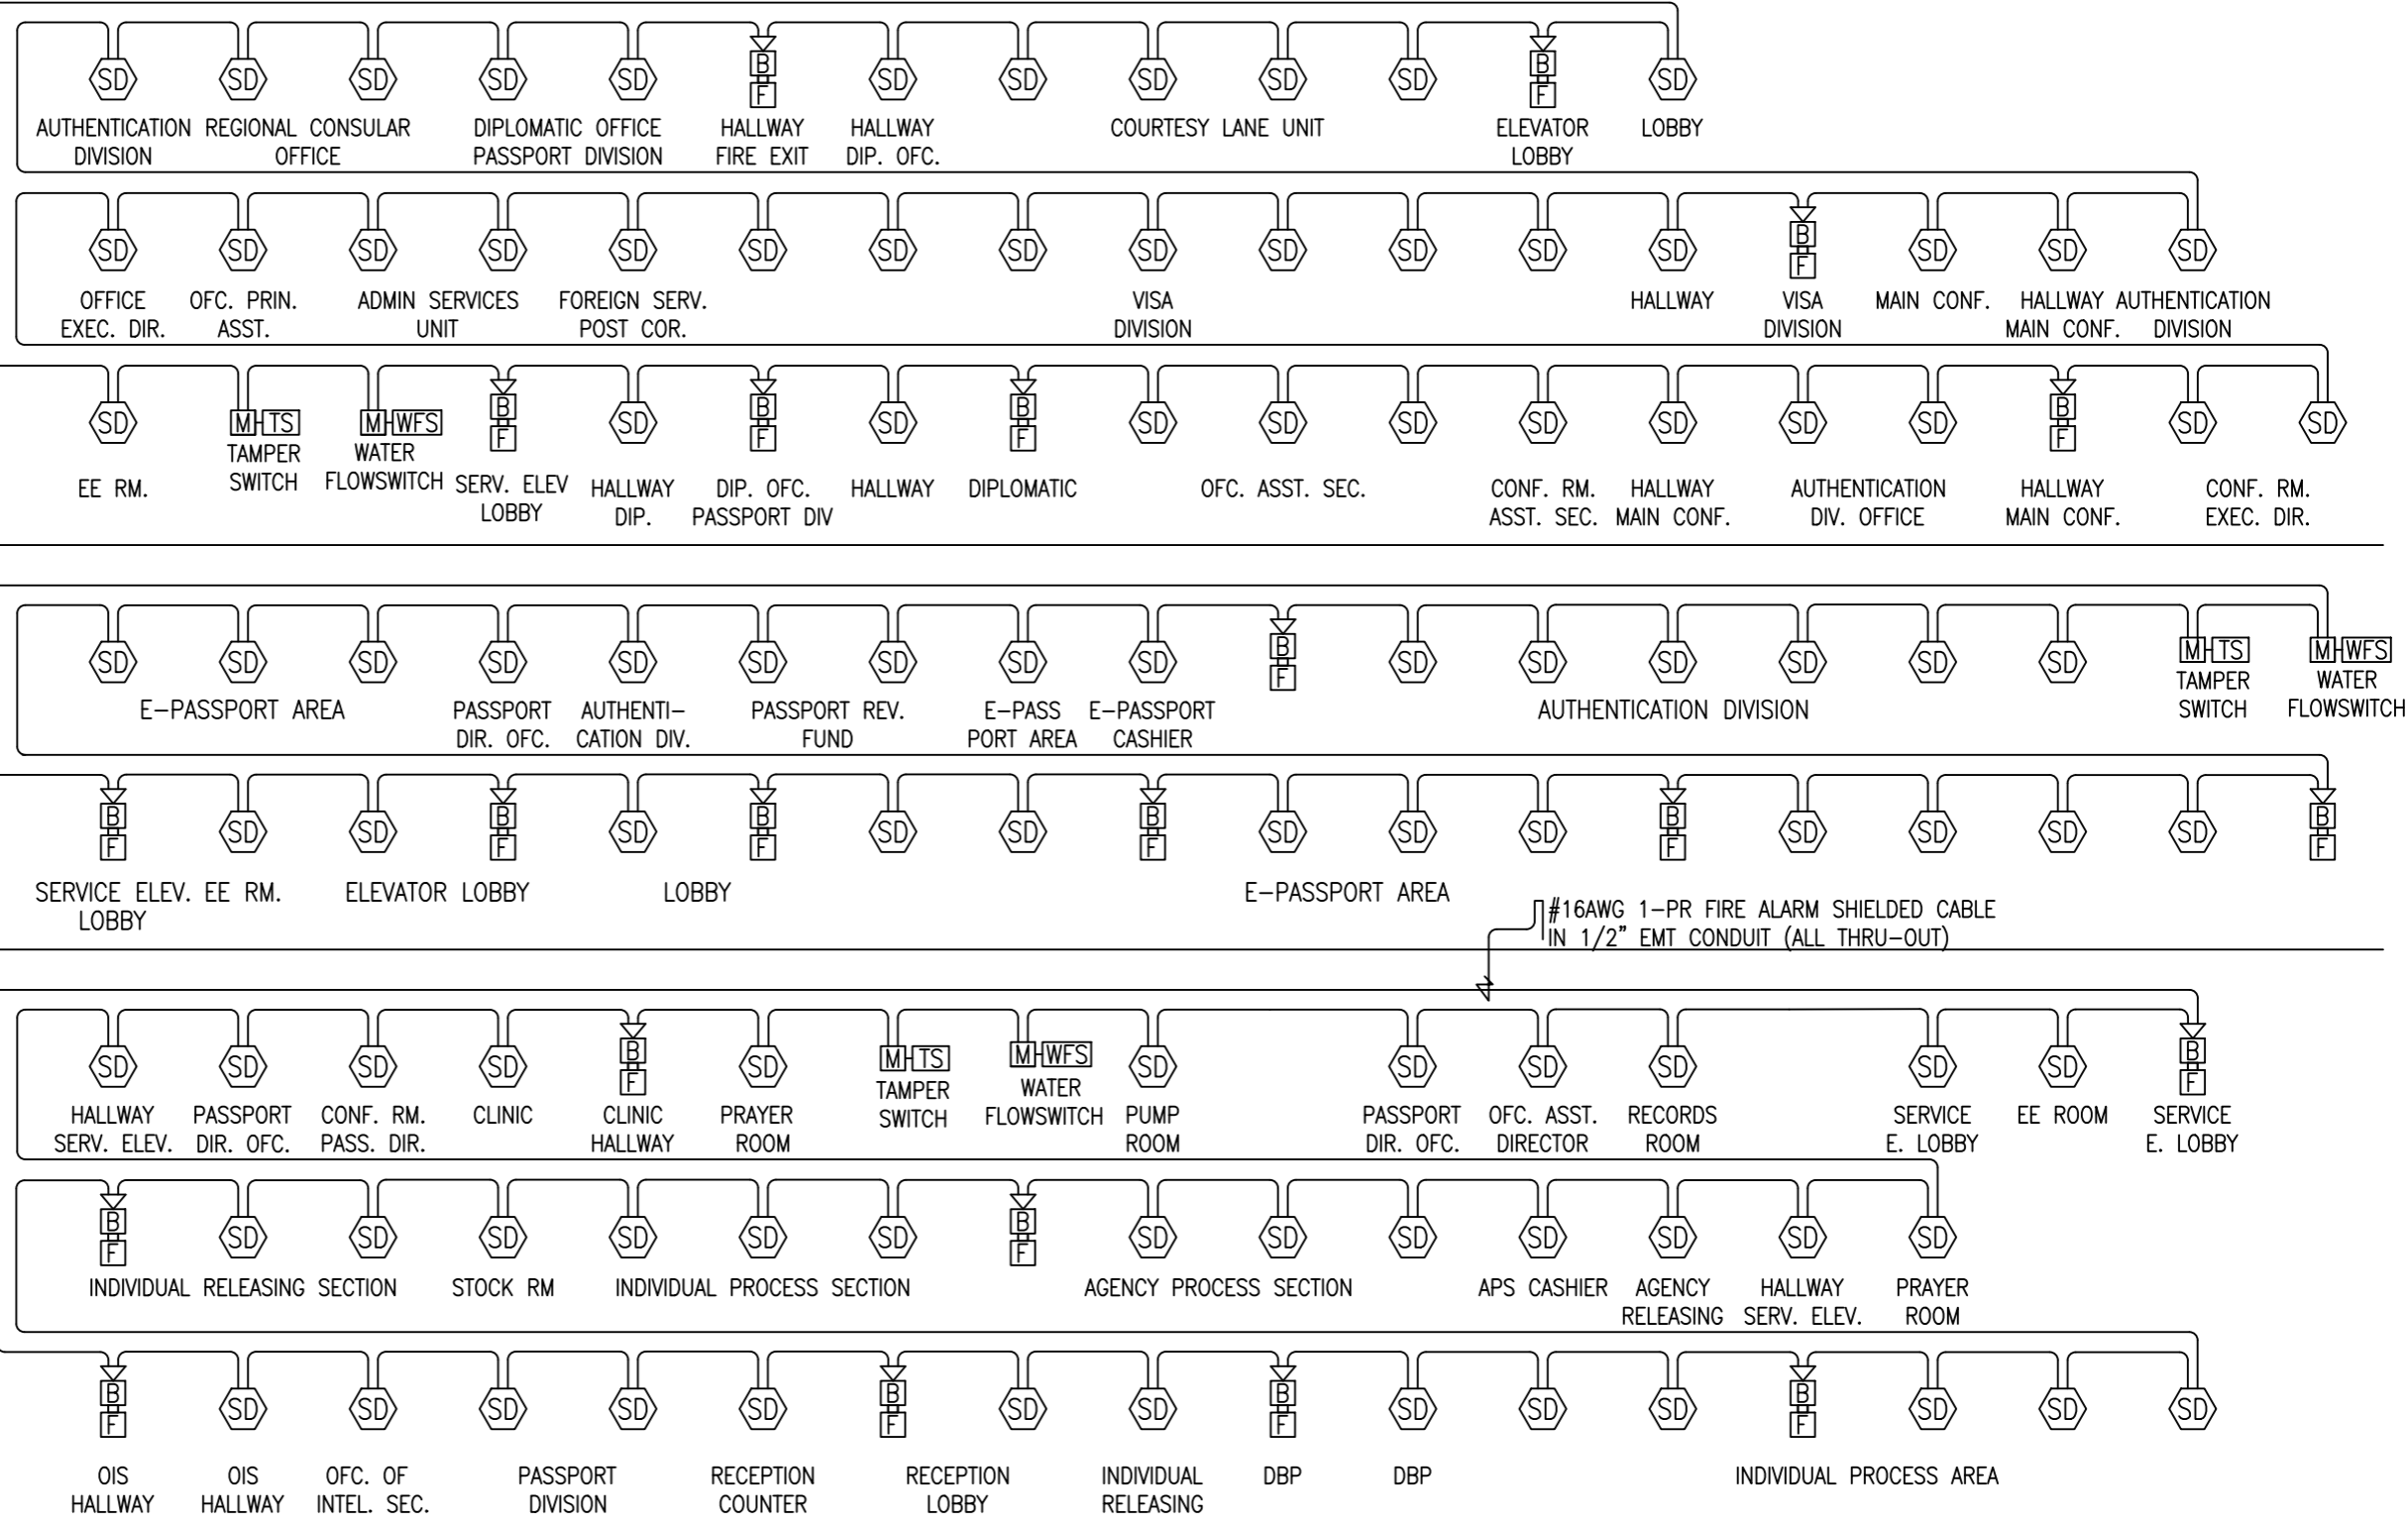 SD SD SD SD SD B SD SD SD SD SD B SD
F F
AUTHENTICATION REGIONAL CONSULAR DIPLOMATIC OFFICE HALLWAY HALLWAY COURTESY LANE UNIT ELEVATOR LOBBY
DIVISION OFFICE PASSPORT DIVISION FIRE EXIT DIP. OFC. LOBBY
SD SD SD SD SD SD SD SD SD SD SD SD SD B SD SD SD
F
OFFICE OFC. PRIN. ADMIN SERVICES FOREIGN SERV. VISA HALLWAY VISA MAIN CONF. HALLWAY AUTHENTICATION
EXEC. DIR. ASST. UNIT POST COR. DIVISION DIVISION MAIN CONF. DIVISION
SD M TS M WFS B SD B SD B SD SD SD SD SD SD SD B SD SD
F F F F
TAMPER WATER
SWITCH FLOWSWITCH
EE RM. SERV. ELEV HALLWAY DIP. OFC. HALLWAY DIPLOMATIC OFC. ASST. SEC. CONF. RM. HALLWAY AUTHENTICATION HALLWAY CONF. RM.
LOBBY DIP. PASSPORT DIV ASST. SEC. MAIN CONF. DIV. OFFICE MAIN CONF. EXEC. DIR.
SD SD SD SD SD SD SD SD SD B SD SD SD SD SD SD M TS M WFS
F
TAMPER WATER
SWITCH FLOWSWITCH
E-PASSPORT AREA PASSPORT AUTHENTI- PASSPORT REV. E-PASS E-PASSPORT AUTHENTICATION DIVISION
DIR. OFC. CATION DIV. FUND PORT AREA CASHIER
B SD SD B SD B SD SD B SD SD SD B SD SD SD SD B
F F F F F F
SERVICE ELEV. EE RM. ELEVATOR LOBBY LOBBY E-PASSPORT AREA
LOBBY
#16AWG 1-PR FIRE ALARM SHIELDED CABLE
IN 1/2" EMT CONDUIT (ALL THRU-OUT)
SD SD SD SD B SD M TS M WFS SD SD SD SD SD SD B
F F
TAMPER WATER
SWITCH FLOWSWITCH
HALLWAY PASSPORT CONF. RM. CLINIC CLINIC PRAYER PUMP PASSPORT OFC. ASST. RECORDS SERVICE EE ROOM SERVICE
SERV. ELEV. DIR. OFC. PASS. DIR. HALLWAY ROOM ROOM DIR. OFC. DIRECTOR ROOM E. LOBBY E. LOBBY
B SD SD SD SD SD SD B SD SD SD SD SD SD SD
F F
INDIVIDUAL RELEASING SECTION STOCK RM INDIVIDUAL PROCESS SECTION AGENCY PROCESS SECTION APS CASHIER AGENCY HALLWAY PRAYER
RELEASING SERV. ELEV. ROOM
B SD SD SD SD SD B SD SD B SD SD SD B SD SD SD
F F F F
OIS OIS OFC. OF PASSPORT RECEPTION RECEPTION INDIVIDUAL DBP DBP INDIVIDUAL PROCESS AREA
HALLWAY HALLWAY INTEL. SEC. DIVISION COUNTER LOBBY RELEASING